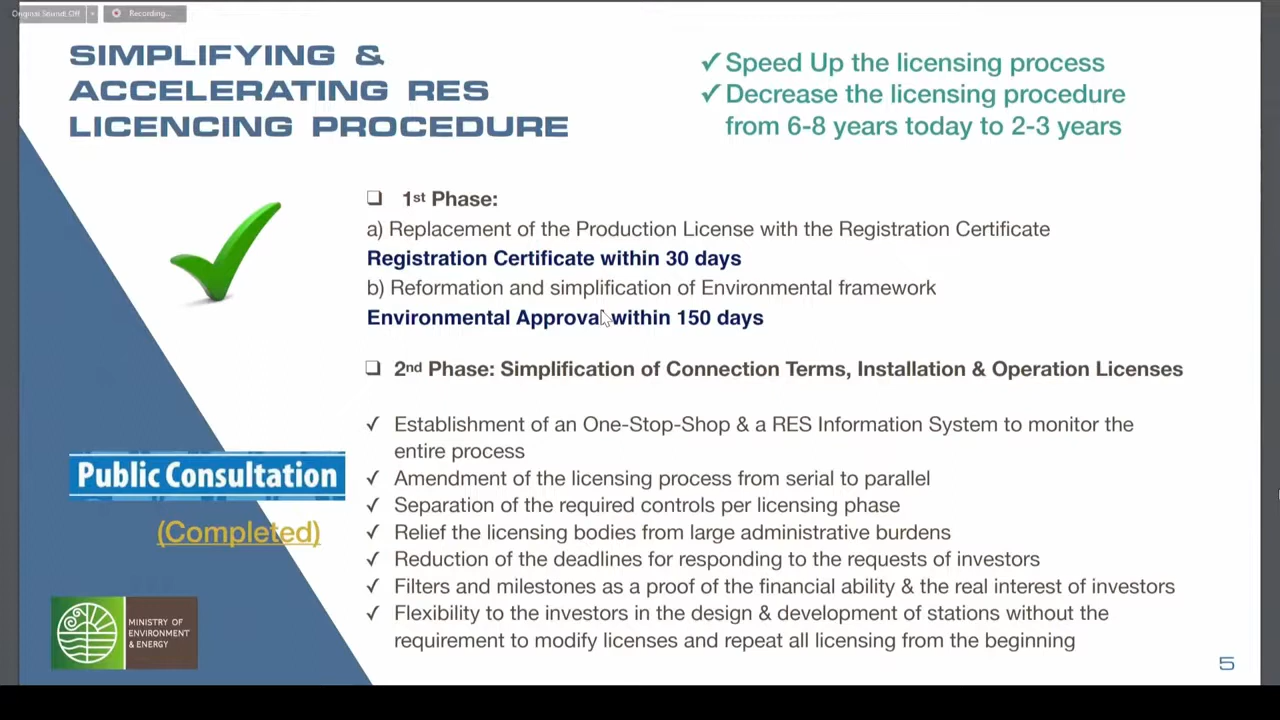 Original Sound: Off
Recording...
SIMPLIFYING &
ACCELERATING RES
LICENCING PROCEDURE
✓ Speed Up the licensing process
✓ Decrease the licensing procedure
from 6-8 years today to 2-3 years
❑ 1st Phase:
a) Replacement of the Production License with the Registration Certificate
Registration Certificate within 30 days
b) Reformation and simplification of Environmental framework
Environmental Approval within 150 days
❑ 2nd Phase: Simplification of Connection Terms, Installation & Operation Licenses
✓ Establishment of an One-Stop-Shop & a RES Information System to monitor the
entire process
✓ Amendment of the licensing process from serial to parallel
✓ Separation of the required controls per licensing phase
✓ Relief the licensing bodies from large administrative burdens
✓ Reduction of the deadlines for responding to the requests of investors
✓ Filters and milestones as a proof of the financial ability & the real interest of investors
✓ Flexibility to the investors in the design & development of stations without the
requirement to modify licenses and repeat all licensing from the beginning
Public Consultation
(Completed)
MINISTRY OF
ENVIRONMENT
& ENERGY
5